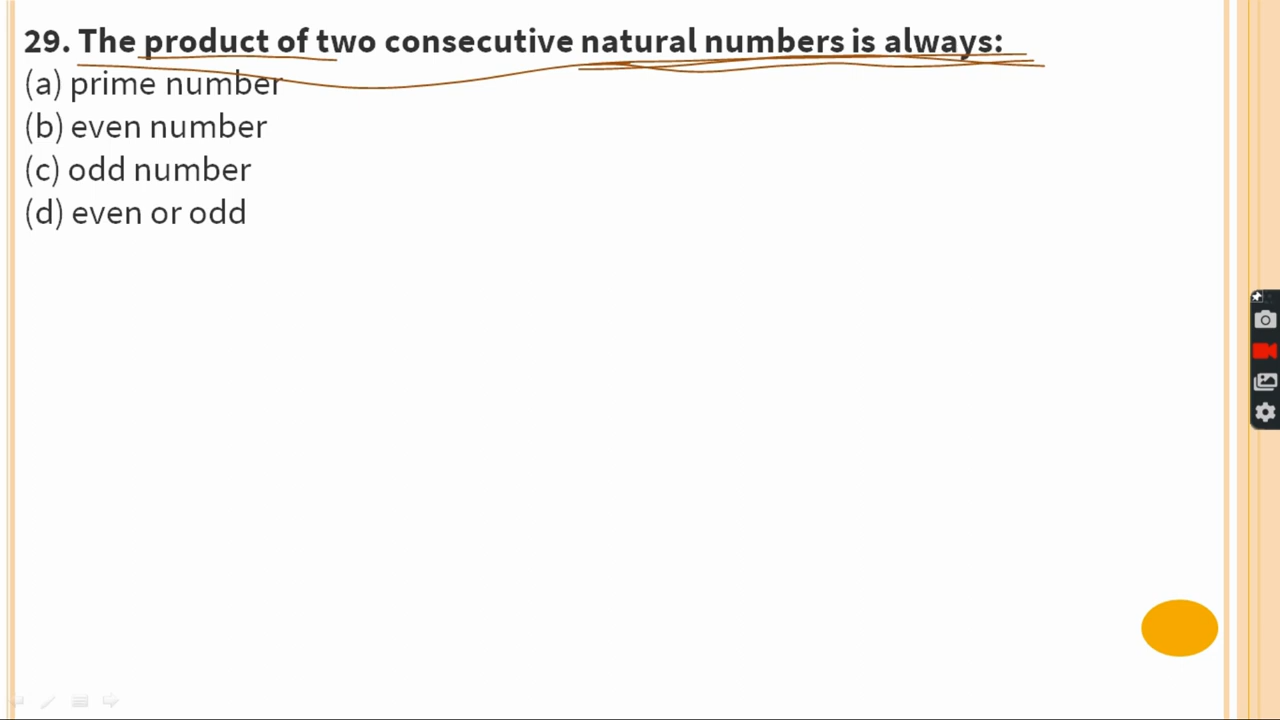 29. The product of two consecutive natural numbers is always:
(a) prime number
(b) even number
(c) odd number
(d) even or odd